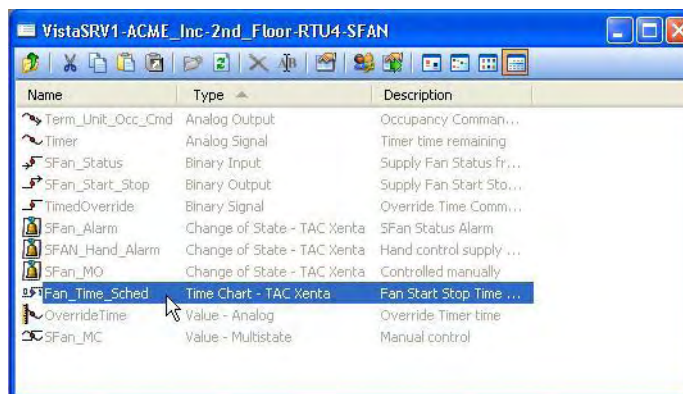 VistaSRV1-ACME_Inc-2nd_Floor-RTU4-SFAN
Name Type Description
Term_Unit_Occ_Cmd Analog Output Occupancy Comman...
Timer Analog Signal Timer time remaining
SFan_Status Binary Input Supply Fan Status fr...
SFan_Start_Stop Binary Output Supply Fan Start Sto...
TimedOverride Binary Signal Override Time Comm...
SFan_Alarm Change of State - TAC Xenta SFan Status Alarm
SFAN_Hand_Alarm Change of State - TAC Xenta Hand control supply ...
SFan_MO Change of State - TAC Xenta Controlled manually
Fan_Time_Sched Time Chart - TAC Xenta Fan Start Stop Time ...
OverrideTime Value - Analog Override Timer time
SFan_MC Value - Multistate Manual control